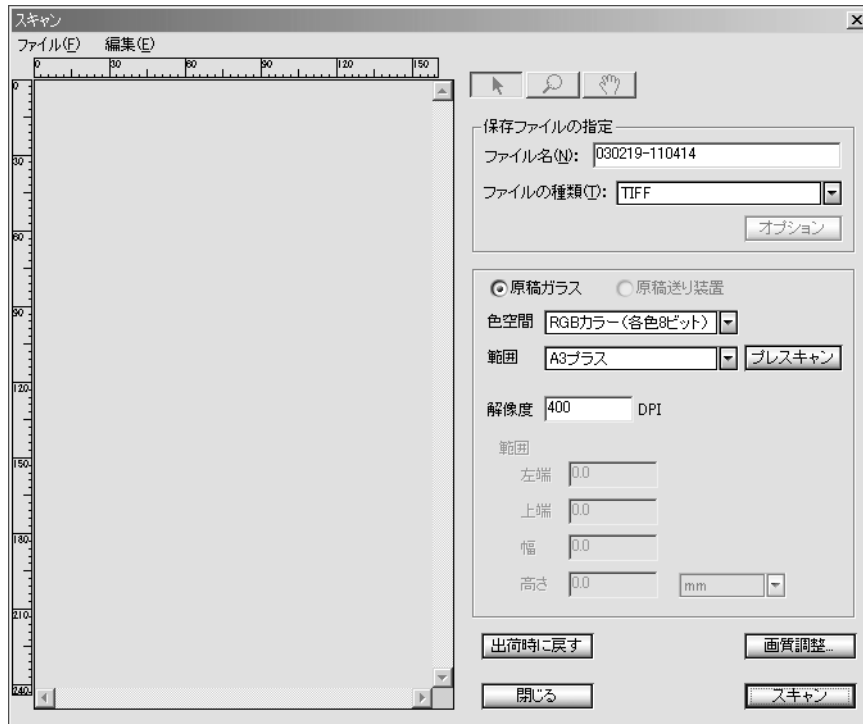 スキャン
ファイル(F) 編集(E)
0 30 60 90 120 150
0
30
60
90
120
150
180
210
240
保存ファイルの指定
ファイル名(N): 030219-110414
ファイルの種類(T): TIFF
オプション
原稿ガラス 原稿送り装置
色空間 RGBカラー(各色8ビット)
範囲 A3プラス プレスキャン
解像度 400 DPI
範囲
左端 0.0
上端 0.0
幅 0.0
高さ 0.0 mm
出荷時に戻す 画質調整...
閉じる スキャン